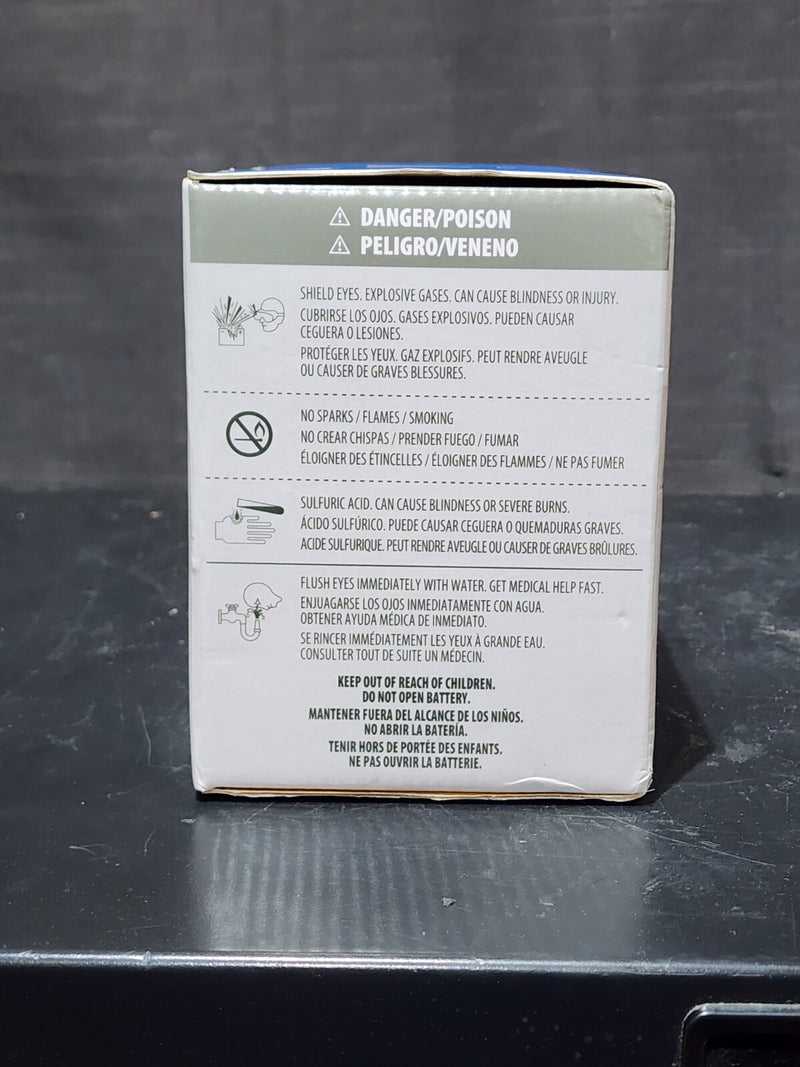 DANGER/POISON
PELIGRO/VENENO
SHIELD EYES. EXPLOSIVE GASES. CAN CAUSE BLINDNESS OR INJURY.
CUBRIRSE LOS OJOS. GASES EXPLOSIVOS. PUEDEN CAUSAR
CEGUERA O LESIONES.
PROTÉGER LES YEUX. GAZ EXPLOSIFS. PEUT RENDRE AVEUGLE
OU CAUSER DE GRAVES BLESSURES.
NO SPARKS / FLAMES / SMOKING
NO CREAR CHISPAS / PRENDER FUEGO / FUMAR
ÉLOIGNER DES ÉTINCELLES / ÉLOIGNER DES FLAMMES / NE PAS FUMER
SULFURIC ACID. CAN CAUSE BLINDNESS OR SEVERE BURNS.
ÁCIDO SULFÚRICO. PUEDE CAUSAR CEGUERA O QUEMADURAS GRAVES.
ACIDE SULFURIQUE. PEUT RENDRE AVEUGLE OU CAUSER DE GRAVES BRÛLURES.
FLUSH EYES IMMEDIATELY WITH WATER. GET MEDICAL HELP FAST.
ENJUAGARSE LOS OJOS INMEDIATAMENTE CON AGUA.
OBTENER AYUDA MÉDICA DE INMEDIATO.
SE RINCER IMMÉDIATEMENT LES YEUX À GRANDE EAU.
CONSULTER TOUT DE SUITE UN MÉDECIN.
KEEP OUT OF REACH OF CHILDREN.
DO NOT OPEN BATTERY.
MANTENER FUERA DEL ALCANCE DE LOS NIÑOS.
NO ABRIR LA BATERÍA.
TENIR HORS DE PORTÉE DES ENFANTS.
NE PAS OUVRIR LA BATTERIE.